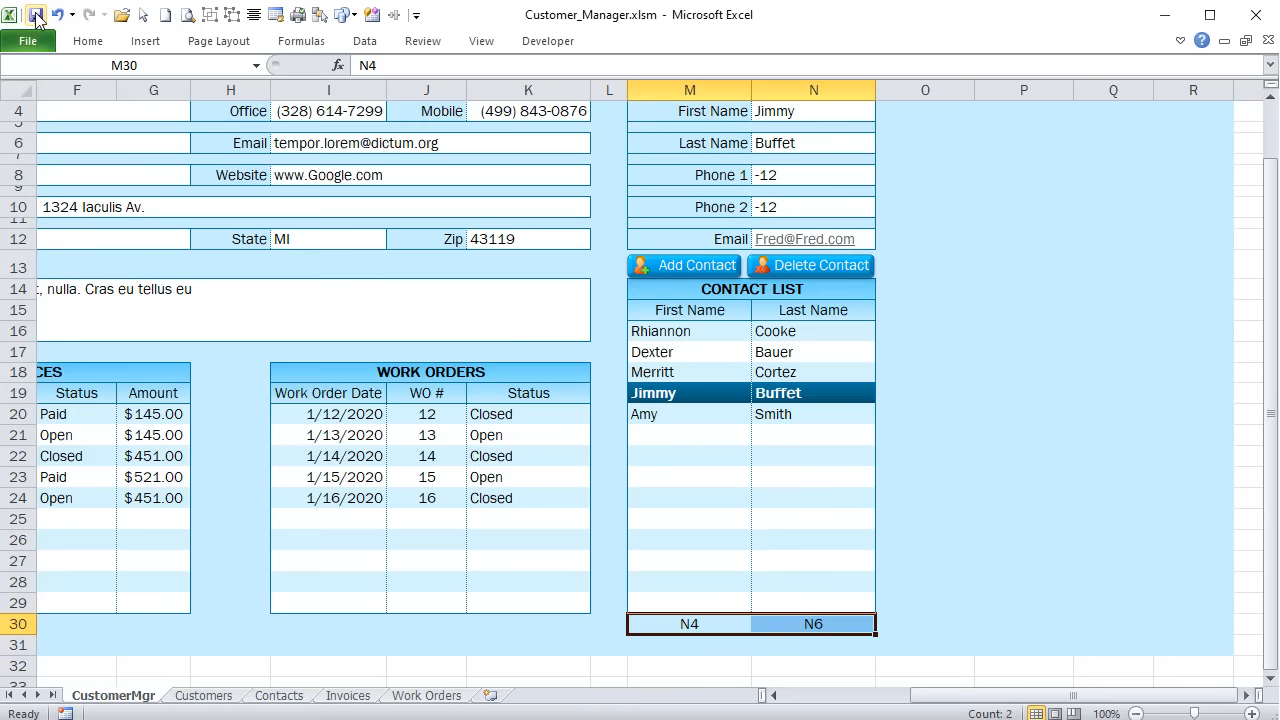 Customer_Manager.xlsm - Microsoft Excel
File Home Insert Page Layout Formulas Data Review View Developer
M30 fx N4
F G H I J K L M N O P Q R
4 Office (328) 614-7299 Mobile (499) 843-0876 First Name Jimmy
5
6 Email tempor.lorem@dictum.org Last Name Buffet
7
8 Website www.Google.com Phone 1 -12
9
10 1324 Iaculis Av. Phone 2 -12
11
12 State MI Zip 43119 Email Fred@Fred.com
13 Add Contact Delete Contact
14 t, nulla. Cras eu tellus eu CONTACT LIST
15 First Name Last Name
16 Rhiannon Cooke
17 Dexter Bauer
18 CES WORK ORDERS Merritt Cortez
19 Status Amount Work Order Date WO # Status Jimmy Buffet
20 Paid $145.00 1/12/2020 12 Closed Amy Smith
21 Open $145.00 1/13/2020 13 Open
22 Closed $451.00 1/14/2020 14 Closed
23 Paid $521.00 1/15/2020 15 Open
24 Open $451.00 1/16/2020 16 Closed
25
26
27
28
29
30 N4 N6
31
32
33
CustomerMgr Customers Contacts Invoices Work Orders
Ready Count: 2 100%